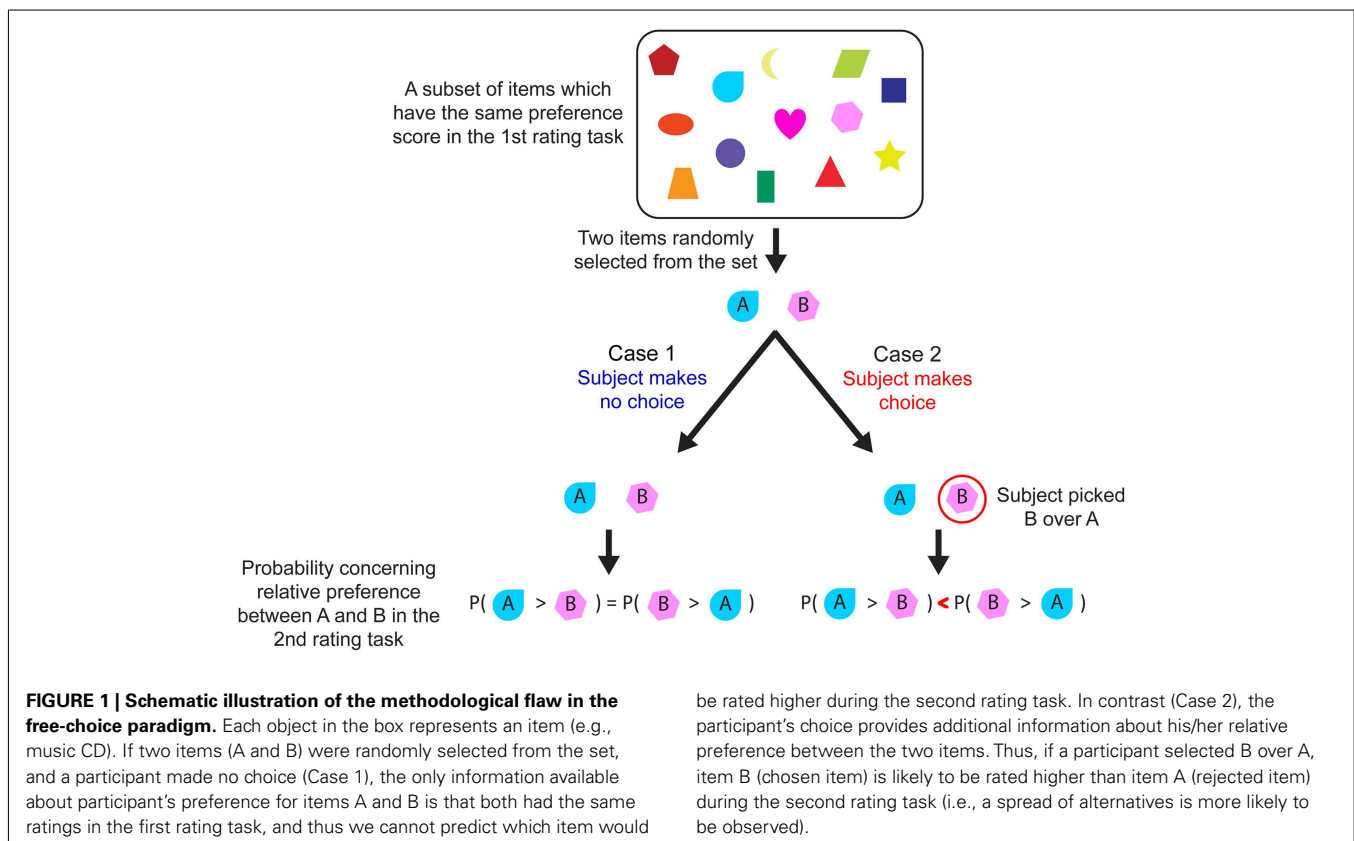 A subset of items which
have the same preference
score in the 1st rating task
Two items randomly
selected from the set
A B
Case 1
Subject makes
no choice
Case 2
Subject makes
choice
A B
A B
Subject picked
B over A
Probability concerning
relative preference
between A and B in the
2nd rating task
P( A > B ) = P( B > A )
P( A > B ) < P( B > A )
FIGURE 1 | Schematic illustration of the methodological flaw in the
free-choice paradigm. Each object in the box represents an item (e.g.,
music CD). If two items (A and B) were randomly selected from the set,
and a participant made no choice (Case 1), the only information available
about participant’s preference for items A and B is that both had the same
ratings in the first rating task, and thus we cannot predict which item would
be rated higher during the second rating task. In contrast (Case 2), the
participant’s choice provides additional information about his/her relative
preference between the two items. Thus, if a participant selected B over A,
item B (chosen item) is likely to be rated higher than item A (rejected item)
during the second rating task (i.e., a spread of alternatives is more likely to
be observed).